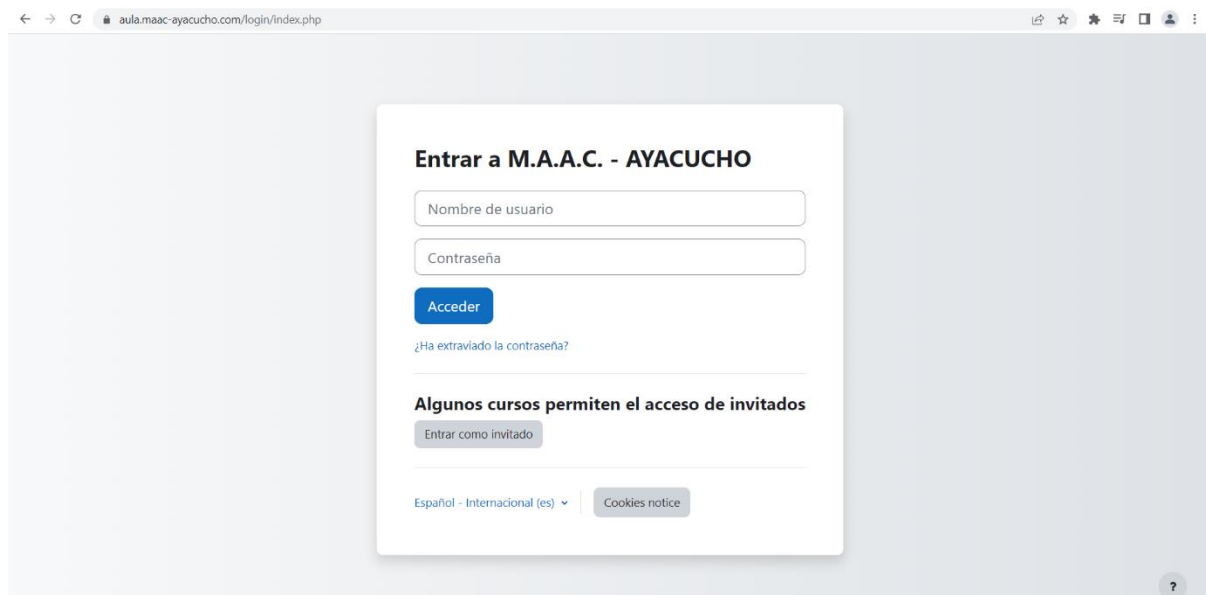 aula.maac-ayacucho.com/login/index.php
Entrar a M.A.A.C. - AYACUCHO
Nombre de usuario
Contraseña
Acceder
¿Ha extraviado la contraseña?
Algunos cursos permiten el acceso de invitados
Entrar como invitado
Español - Internacional (es)
Cookies notice
?